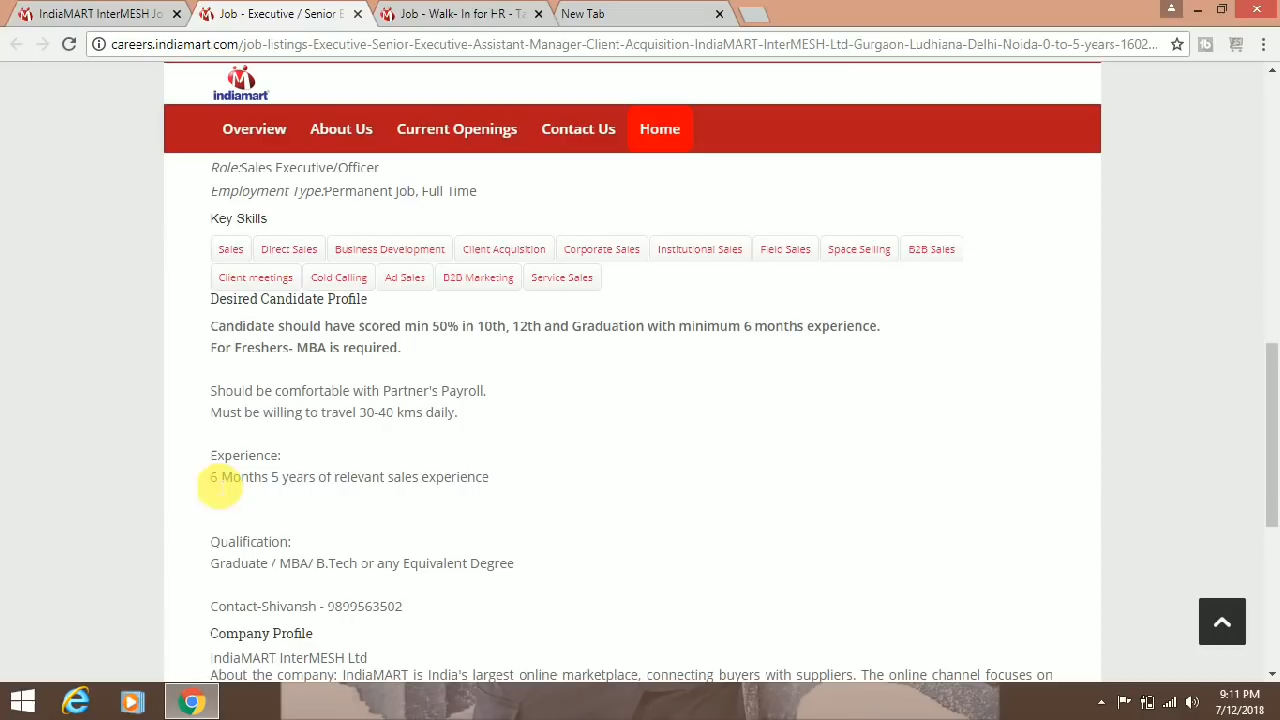 IndiaMART InterMESH Jo
Job - Executive / Senior E
Job - Walk- In for HR - Ta
New Tab
careers.indiamart.com/job-listings-Executive-Senior-Executive-Assistant-Manager-Client-Acquisition-IndiaMART-InterMESH-Ltd-Gurgaon-Ludhiana-Delhi-Noida-0-to-5-years-1602...
indiamart
Overview About Us Current Openings Contact Us Home
Role:Sales Executive/Officer
Employment Type:Permanent Job, Full Time
Key Skills
Sales Direct Sales Business Development Client Acquisition Corporate Sales Institutional Sales Field Sales Space Selling B2B Sales
Client meetings Cold Calling Ad Sales B2B Marketing Service Sales
Desired Candidate Profile
Candidate should have scored min 50% in 10th, 12th and Graduation with minimum 6 months experience.
For Freshers- MBA is required.
Should be comfortable with Partner's Payroll.
Must be willing to travel 30-40 kms daily.
Experience:
6 Months 5 years of relevant sales experience
Qualification:
Graduate / MBA/ B.Tech or any Equivalent Degree
Contact-Shivansh - 9899563502
Company Profile
IndiaMART InterMESH Ltd
About the company: IndiaMART is India's largest online marketplace, connecting buyers with suppliers. The online channel focuses on
9:11 PM
7/12/2018